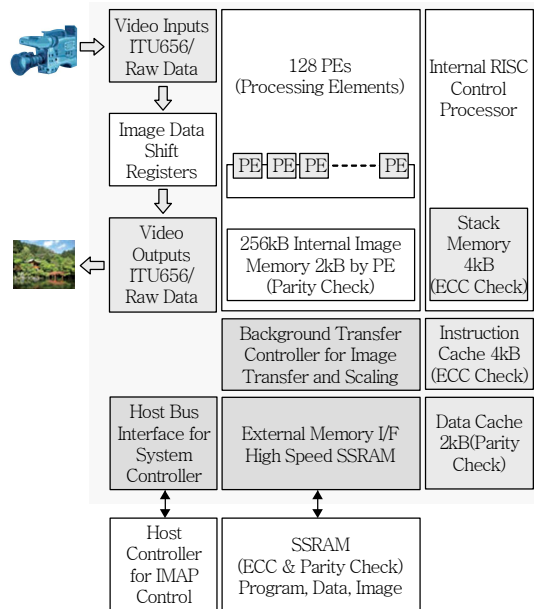 Video Inputs
ITU656/
Raw Data
Image Data
Shift
Registers
Video
Outputs
ITU656/
Raw Data
128 PEs
(Processing Elements)
PE PE PE PE
256kB Internal Image
Memory 2kB by PE
(Parity Check)
Internal RISC
Control
Processor
Stack
Memory
4kB
(ECC Check)
Background Transfer
Controller for Image
Transfer and Scaling
Instruction
Cache 4kB
(ECC Check)
Host Bus
Interface for
System
Controller
External Memory I/F
High Speed SSRAM
Data Cache
2kB(Parity
Check)
Host
Controller
for IMAP
Control
SSRAM
(ECC & Parity Check)
Program, Data, Image